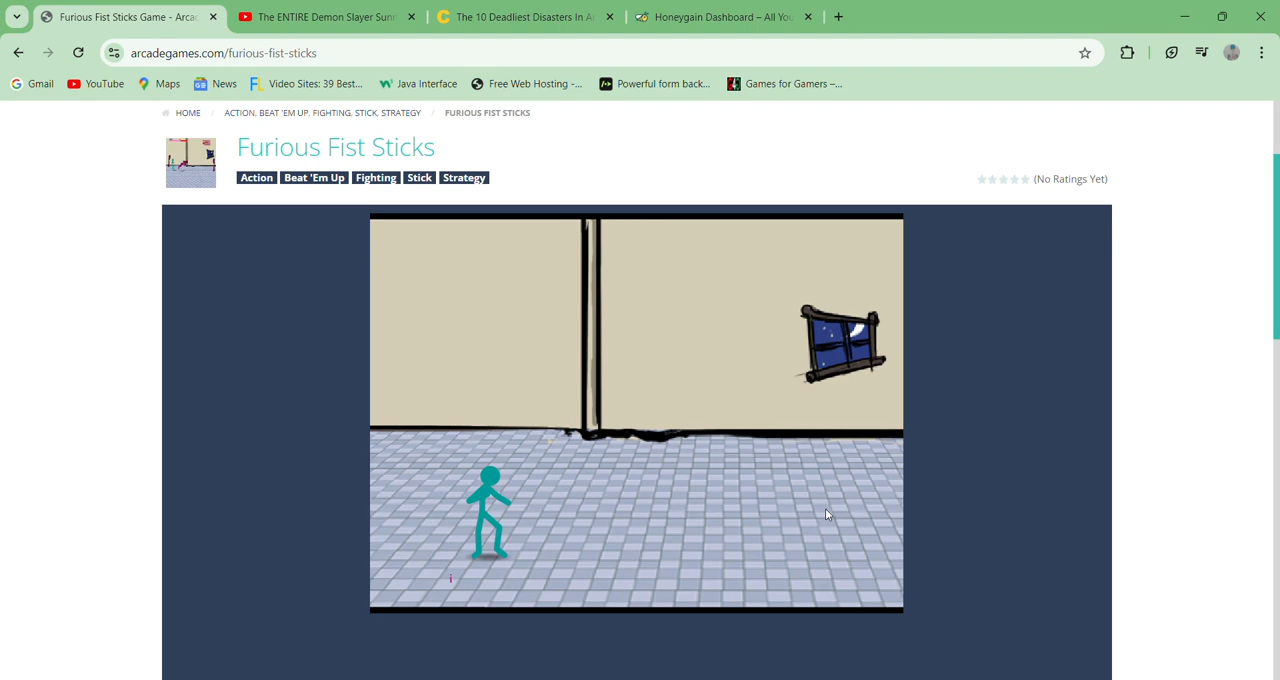 Furious Fist Sticks Game - Arcad
The ENTIRE Demon Slayer Sun
The 10 Deadliest Disasters In A
Honeygain Dashboard – All You
arcadegames.com/furious-fist-sticks
Gmail
YouTube
Maps
News
Video Sites: 39 Best...
Java Interface
Free Web Hosting -...
Powerful form back...
Games for Gamers –...
HOME / ACTION, BEAT 'EM UP, FIGHTING, STICK, STRATEGY / FURIOUS FIST STICKS
Furious Fist Sticks
Action Beat 'Em Up Fighting Stick Strategy
(No Ratings Yet)
i